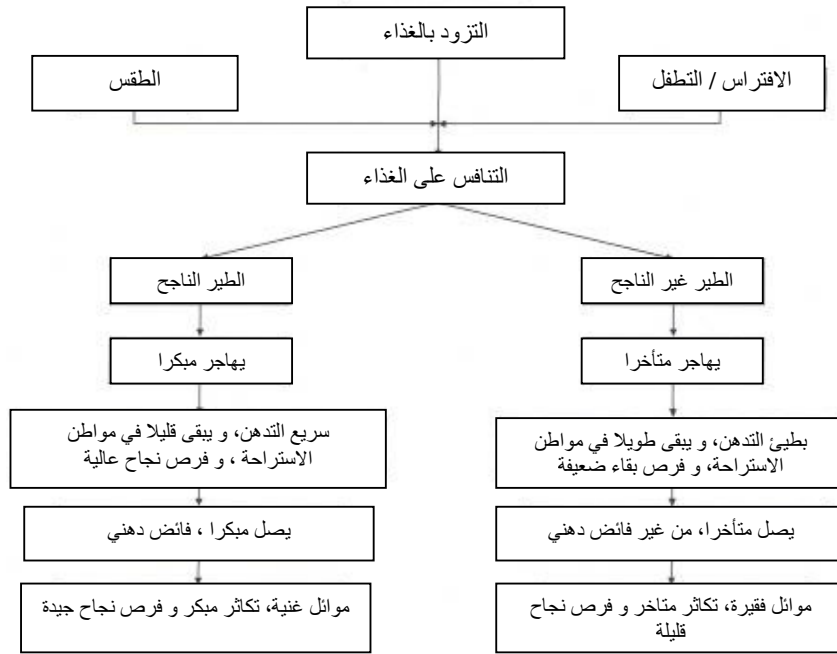 التزود بالغذاء
الافتراس / التطفل
الطقس
التنافس على الغذاء
الطير غير الناجح
الطير الناجح
يهاجر متأخرا
يهاجر مبكرا
بطيئ التدهن، و يبقى طويلا في مواطن
الاستراحة، و فرص بقاء ضعيفة
سريع التدهن، و يبقى قليلا في مواطن
الاستراحة ، و فرص نجاح عالية
يصل متأخرا، من غير فائض دهني
يصل مبكرا ، فائض دهني
موائل فقيرة، تكاثر متاخر و فرص نجاح
قليلة
موائل غنية، تكاثر مبكر و فرص نجاح جيدة